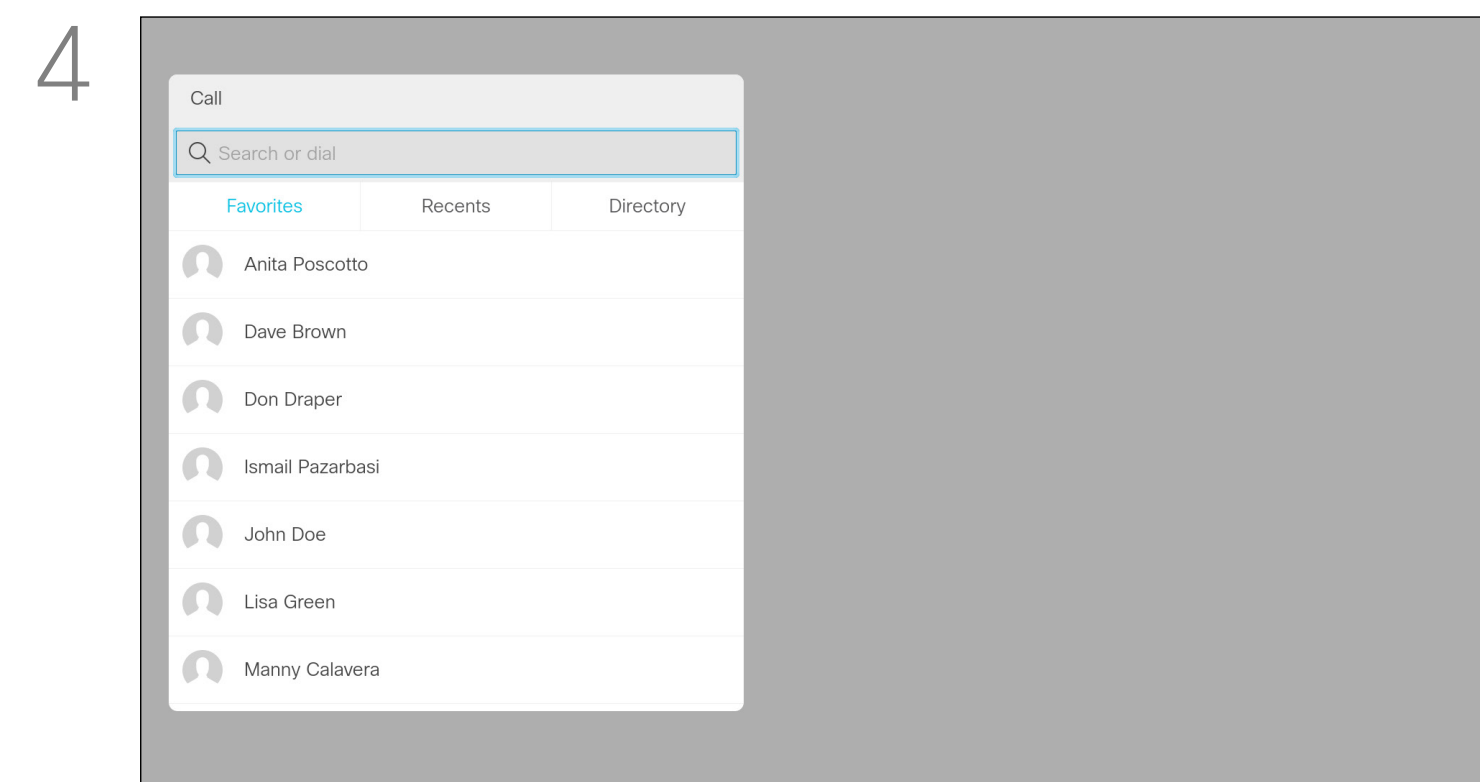 4
Call
Search or dial
Favorites Recents Directory
Anita Poscotto
Dave Brown
Don Draper
Ismail Pazarbasi
John Doe
Lisa Green
Manny Calavera